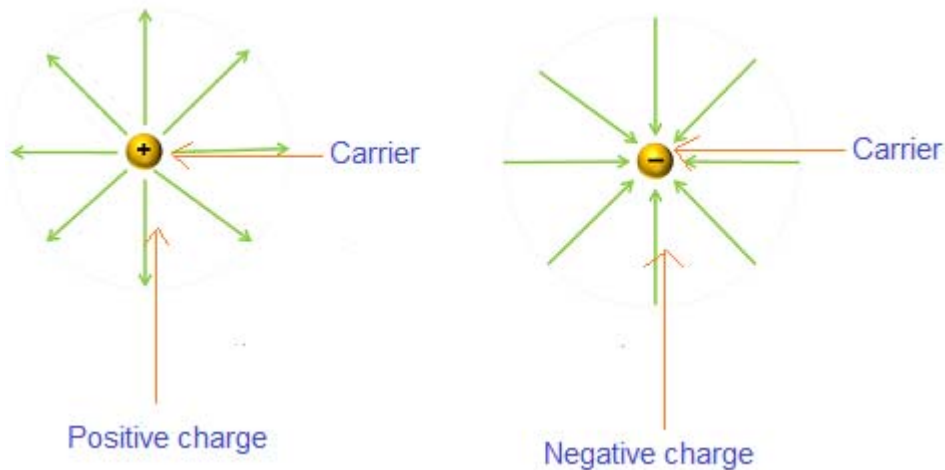 +
Carrier
−
Carrier
Positive charge
Negative charge